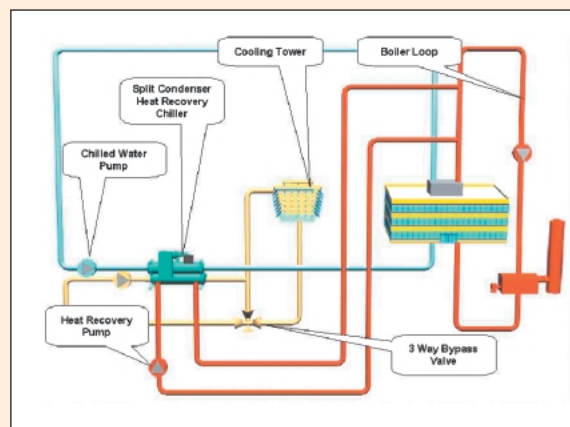 Cooling Tower
Boiler Loop
Split Condenser
Heat Recovery
Chiller
Chilled Water
Pump
Heat Recovery
Pump
3 Way Bypass
Valve